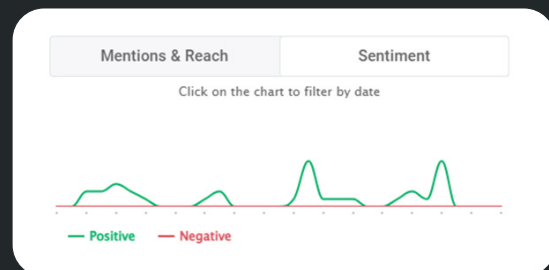 Mentions & Reach
Sentiment
Click on the chart to filter by date
Positive
Negative